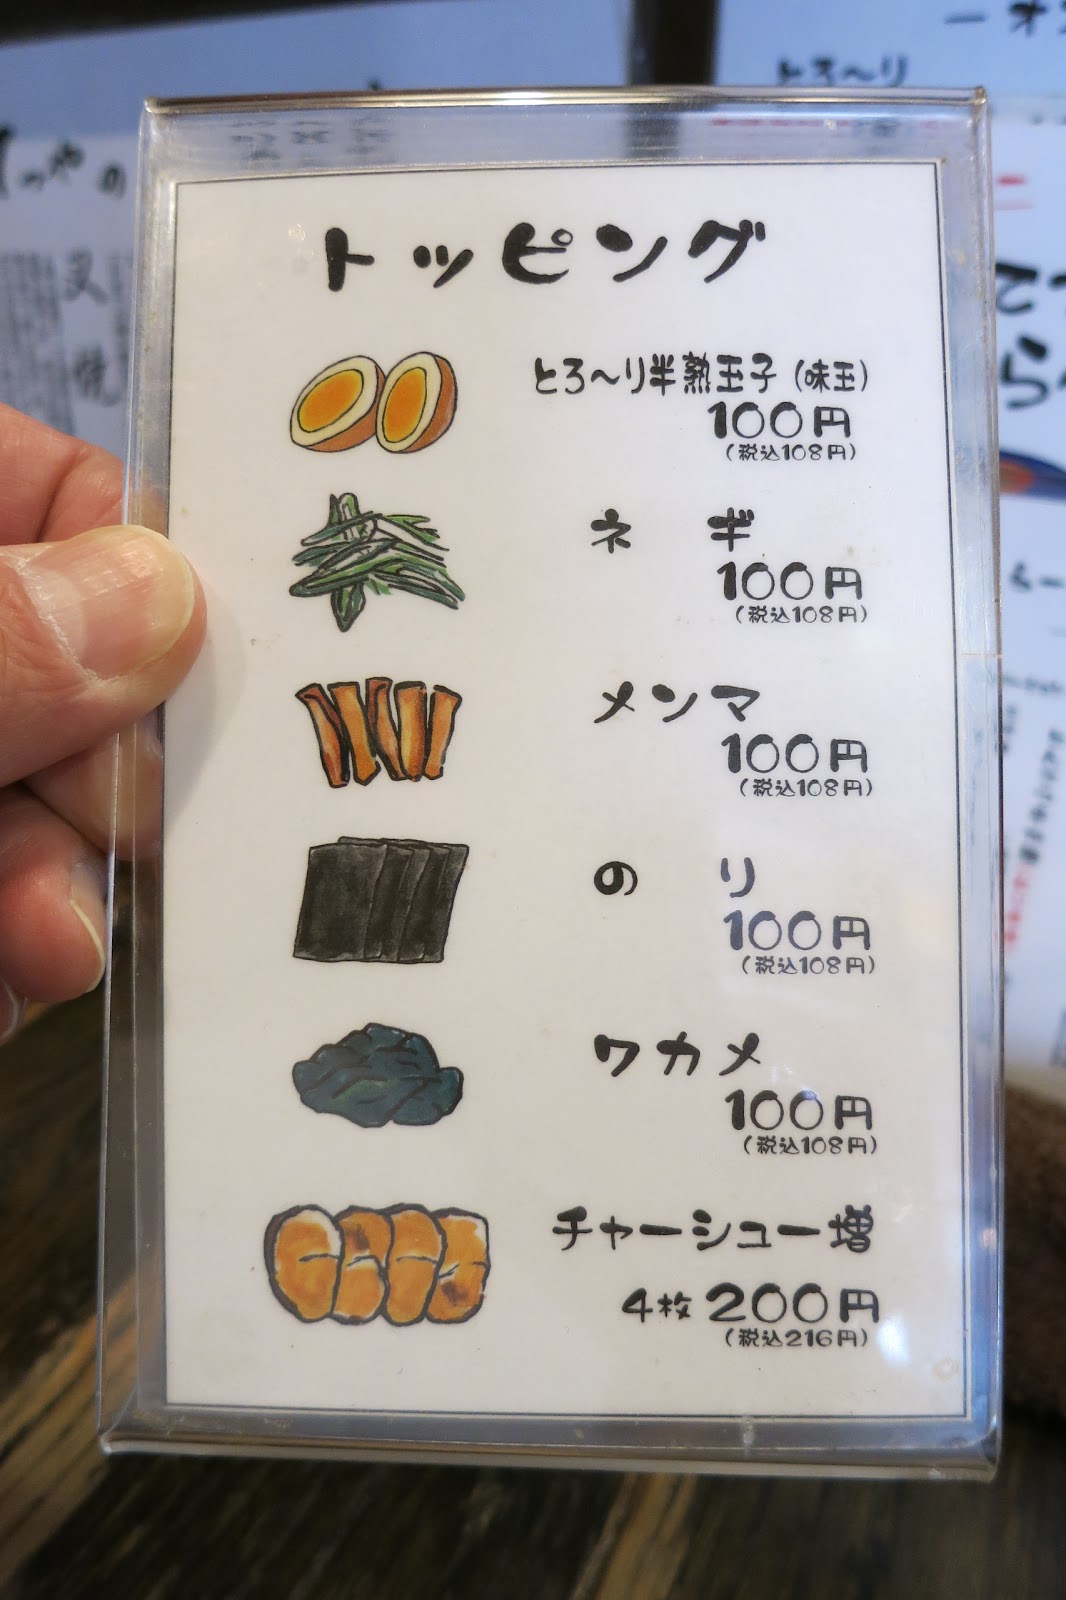 トッピング
とろ〜り半熟玉子（味玉）
100円
（税込108円）
ネギ
100円
（税込108円）
メンマ
100円
（税込108円）
のり
100円
（税込108円）
ワカメ
100円
（税込108円）
チャーシュー増
4枚 200円
（税込216円）
とろ〜り